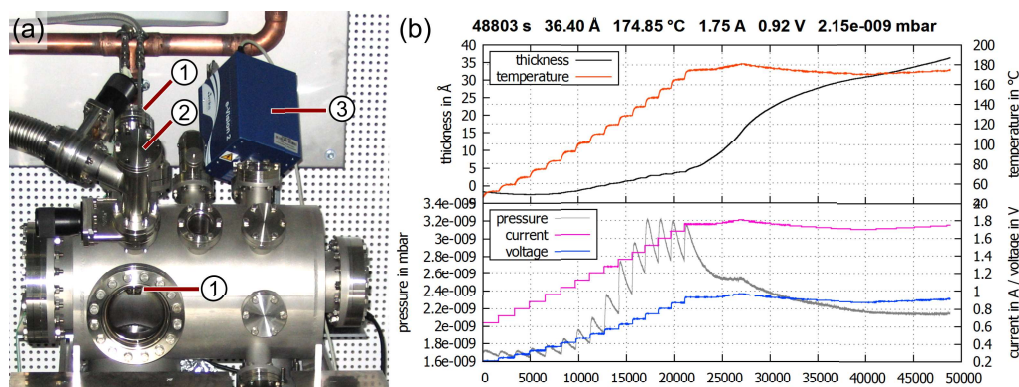 (a)
1
2
3
1
e-Vision 2
(b)
48803 s 36.40 Å 174.85 °C 1.75 A 0.92 V 2.15e-009 mbar
thickness
temperature
thickness in Å
40
35
30
25
20
15
10
5
0
temperature in °C
200
180
160
140
120
100
80
60
pressure
current
voltage
pressure in mbar
3.4e-009
3.2e-009
3e-009
2.8e-009
2.6e-009
2.4e-009
2.2e-009
2e-009
1.8e-009
1.6e-009
current in A / voltage in V
2
1.8
1.6
1.4
1.2
1
0.8
0.6
0.4
0.2
0 5000 10000 15000 20000 25000 30000 35000 40000 45000 50000